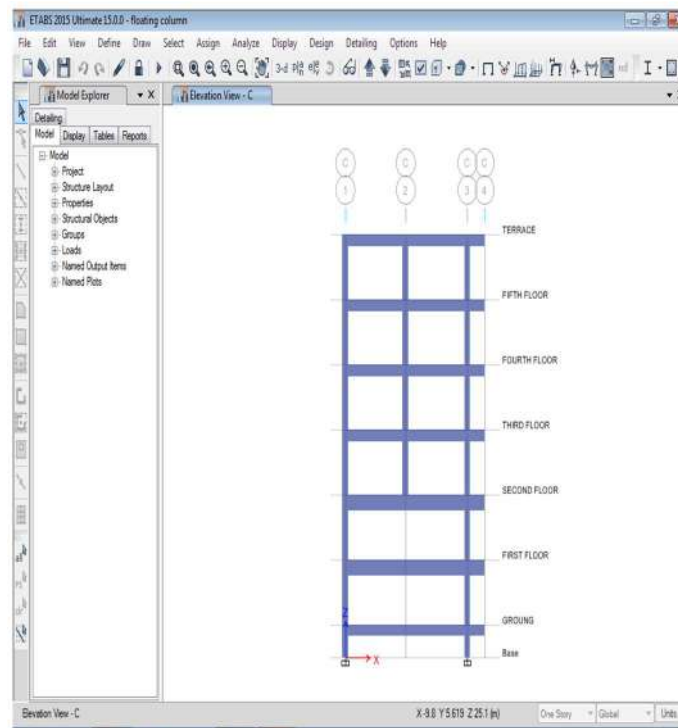 ETABS 2015 Ultimate 15.0.0 - floating column
File Edit View Define Draw Select Assign Analyze Display Design Detailing Options Help
3-d
Model Explorer
Elevation View - C
Detailing
Model Display Tables Reports
Model
Project
Structure Layout
Properties
Structural Objects
Groups
Loads
Named Output Items
Named Plots
C C C C
1 2 3 4
TERRACE
FIFTH FLOOR
FOURTH FLOOR
THIRD FLOOR
SECOND FLOOR
FIRST FLOOR
GROUNG
Z
Base
X
Elevation View - C X -9.8 Y 5.619 Z 25.1 (m) One Story Global Units